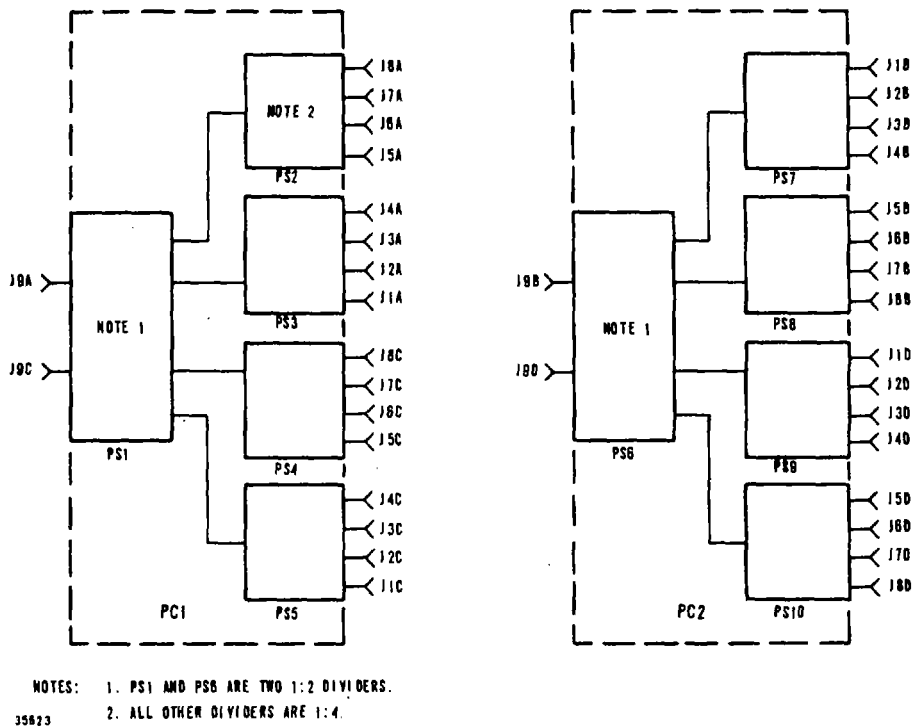 J8A
J7A
NOTE 2
J6A
J5A
PS2
J4A
J3A
J2A
J1A
PS3
J9A
NOTE 1
J9C
PS1
J8C
J7C
J6C
J5C
PS4
J4C
J3C
J2C
J1C
PS5
PC1
J1B
J2B
J3B
J4B
PS7
J5B
J6B
J7B
J8B
PS8
J9B
NOTE 1
J9D
PS6
J1D
J2D
J3D
J4D
PS9
J5D
J6D
J7D
J8D
PS10
PC2
NOTES: 1. PS1 AND PS6 ARE TWO 1:2 DIVIDERS.
2. ALL OTHER DIVIDERS ARE 1:4.
35623